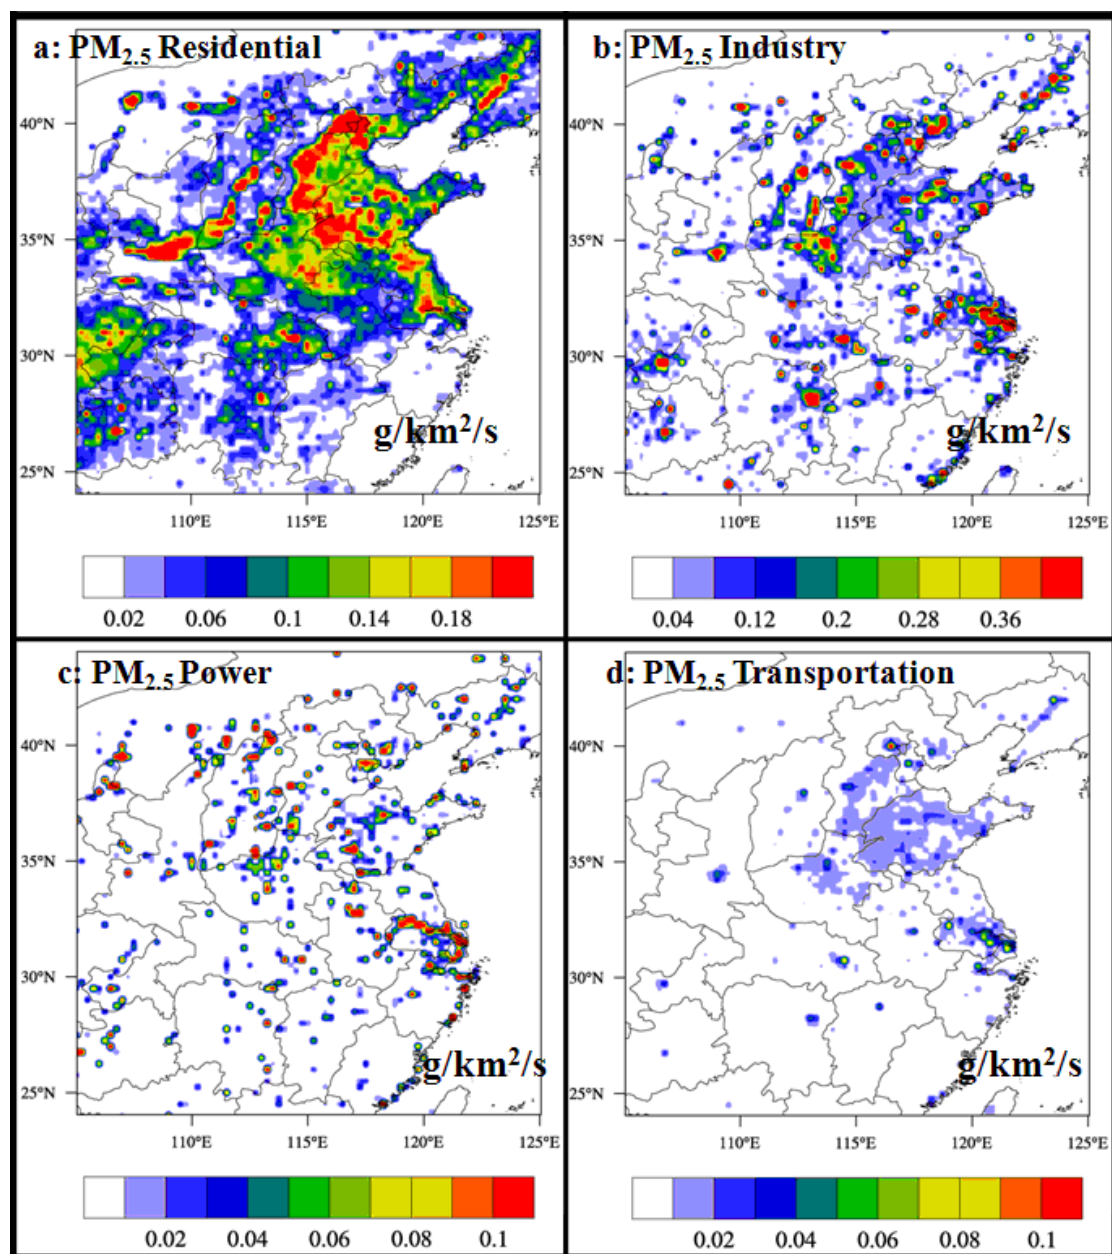 a: PM2.5 Residential
b: PM2.5 Industry
40°N
35°N
30°N
25°N
g/km2/s
110°E 115°E 120°E 125°E
0.02 0.06 0.1 0.14 0.18
40°N
35°N
30°N
25°N
g/km2/s
110°E 115°E 120°E 125°E
0.04 0.12 0.2 0.28 0.36
c: PM2.5 Power
d: PM2.5 Transportation
40°N
35°N
30°N
25°N
g/km2/s
110°E 115°E 120°E 125°E
0.02 0.04 0.06 0.08 0.1
40°N
35°N
30°N
25°N
g/km2/s
110°E 115°E 120°E 125°E
0.02 0.04 0.06 0.08 0.1